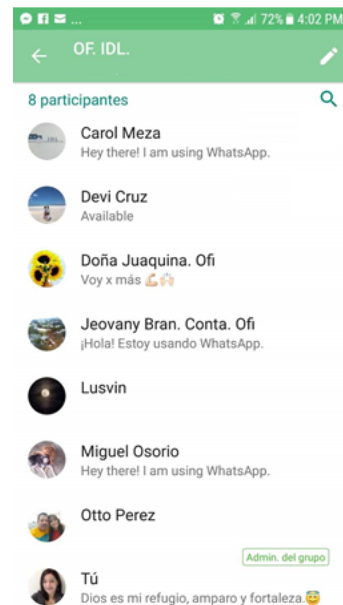 ... 72% 4:02 PM
OF. IDL.
8 participantes
Carol Meza
Hey there! I am using WhatsApp.
Devi Cruz
Available
Doña Juaquina. Ofi
Voy x más 💪🏻🙌🏻
Jeovany Bran. Conta. Ofi
¡Hola! Estoy usando WhatsApp.
Lusvin
Miguel Osorio
Hey there! I am using WhatsApp.
Otto Perez
Admin. del grupo
Tú
Dios es mi refugio, amparo y fortaleza.😇